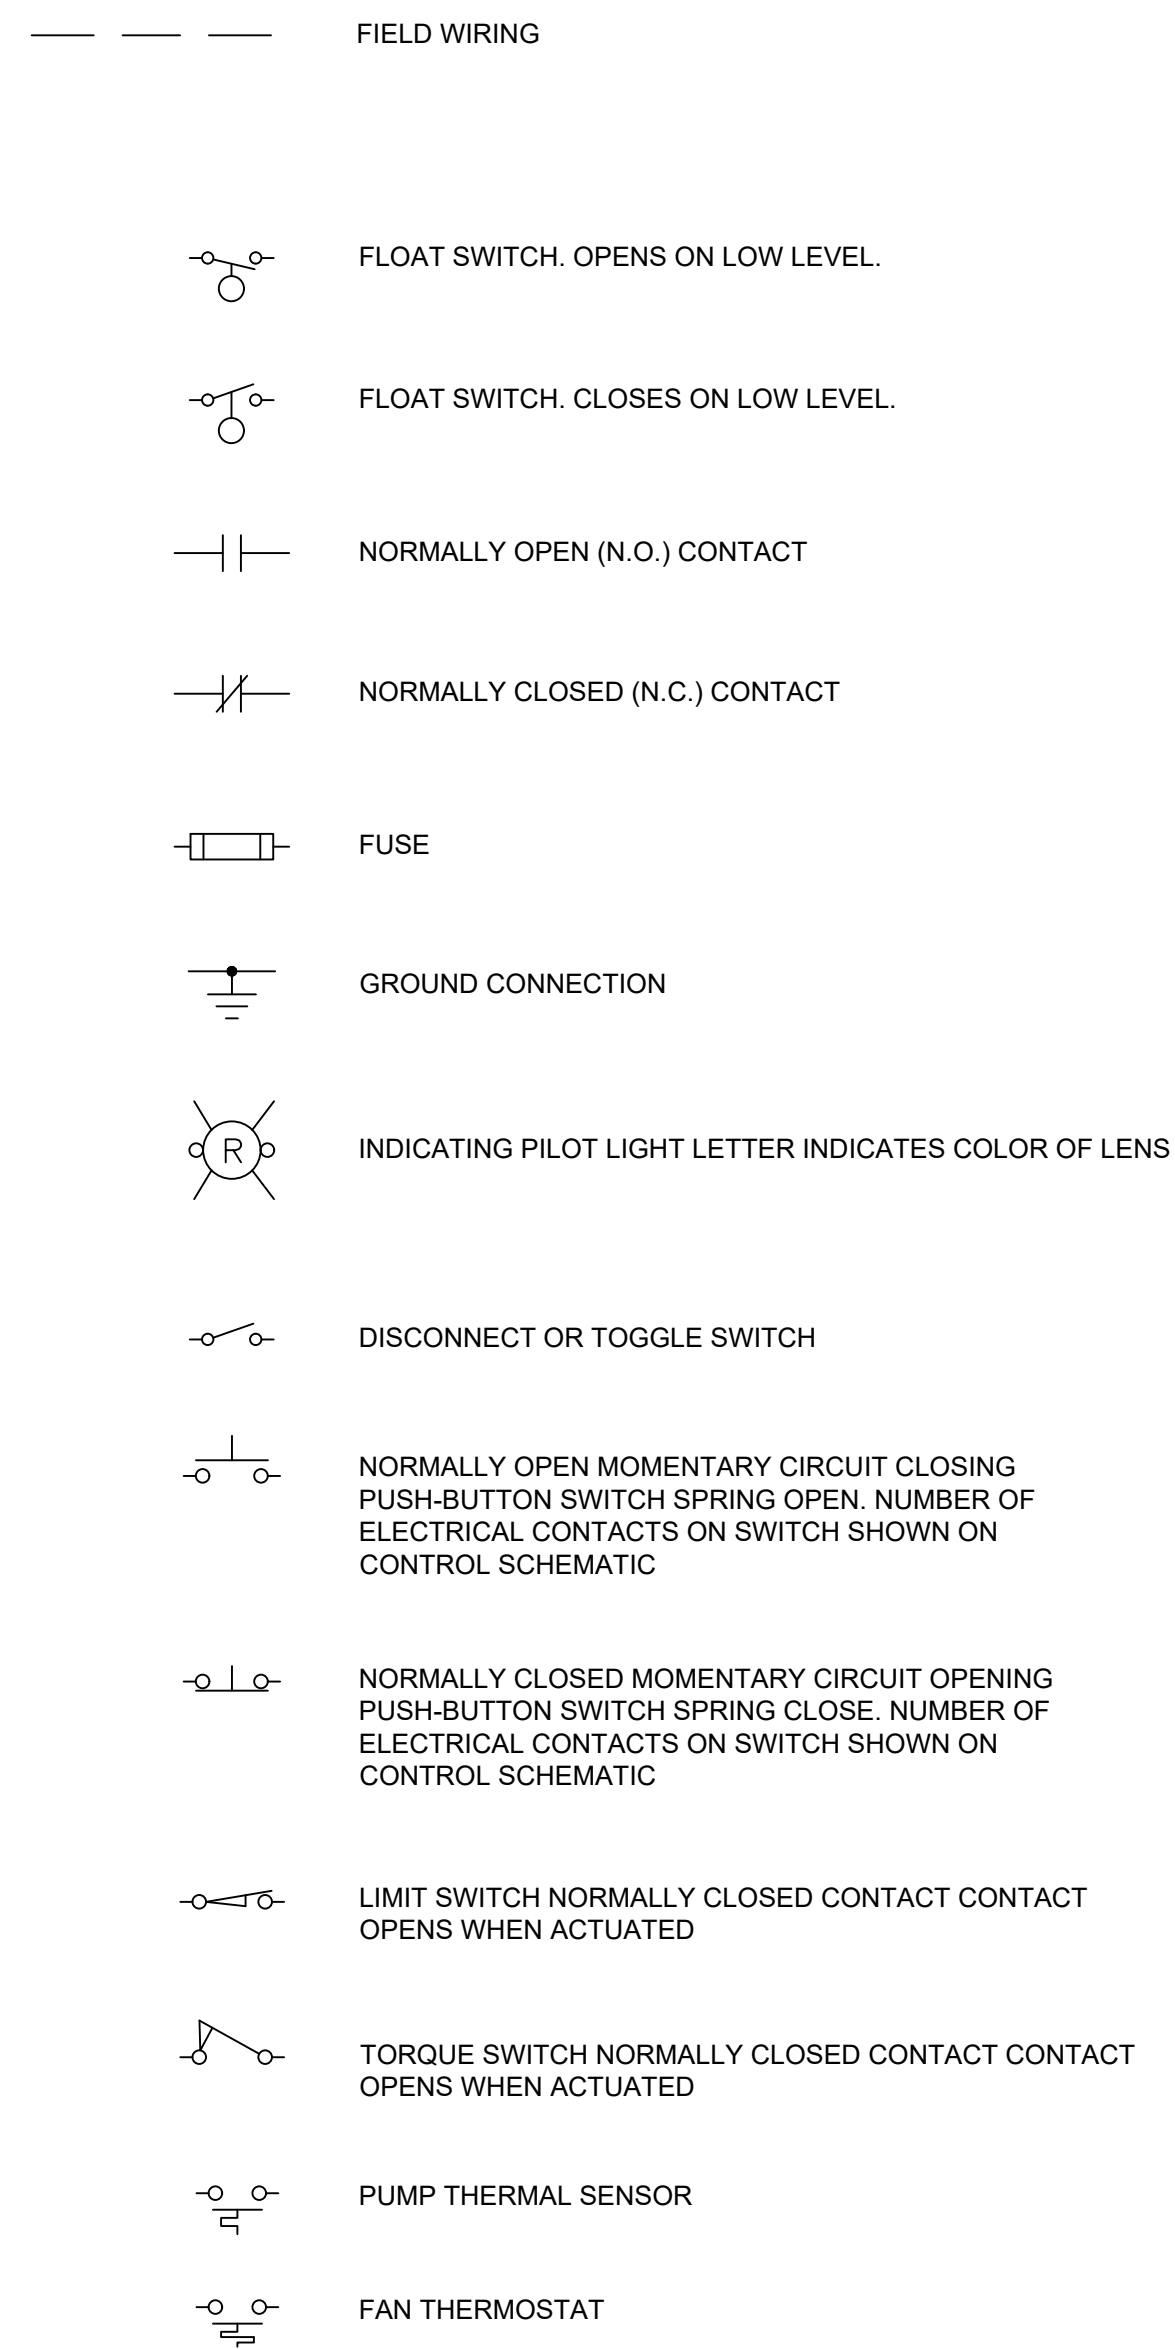 FIELD WIRING
FLOAT SWITCH. OPENS ON LOW LEVEL.
FLOAT SWITCH. CLOSES ON LOW LEVEL.
NORMALLY OPEN (N.O.) CONTACT
NORMALLY CLOSED (N.C.) CONTACT
FUSE
GROUND CONNECTION
R
INDICATING PILOT LIGHT LETTER INDICATES COLOR OF LENS
DISCONNECT OR TOGGLE SWITCH
NORMALLY OPEN MOMENTARY CIRCUIT CLOSING
PUSH-BUTTON SWITCH SPRING OPEN. NUMBER OF
ELECTRICAL CONTACTS ON SWITCH SHOWN ON
CONTROL SCHEMATIC
NORMALLY CLOSED MOMENTARY CIRCUIT OPENING
PUSH-BUTTON SWITCH SPRING CLOSE. NUMBER OF
ELECTRICAL CONTACTS ON SWITCH SHOWN ON
CONTROL SCHEMATIC
LIMIT SWITCH NORMALLY CLOSED CONTACT CONTACT
OPENS WHEN ACTUATED
TORQUE SWITCH NORMALLY CLOSED CONTACT CONTACT
OPENS WHEN ACTUATED
PUMP THERMAL SENSOR
FAN THERMOSTAT